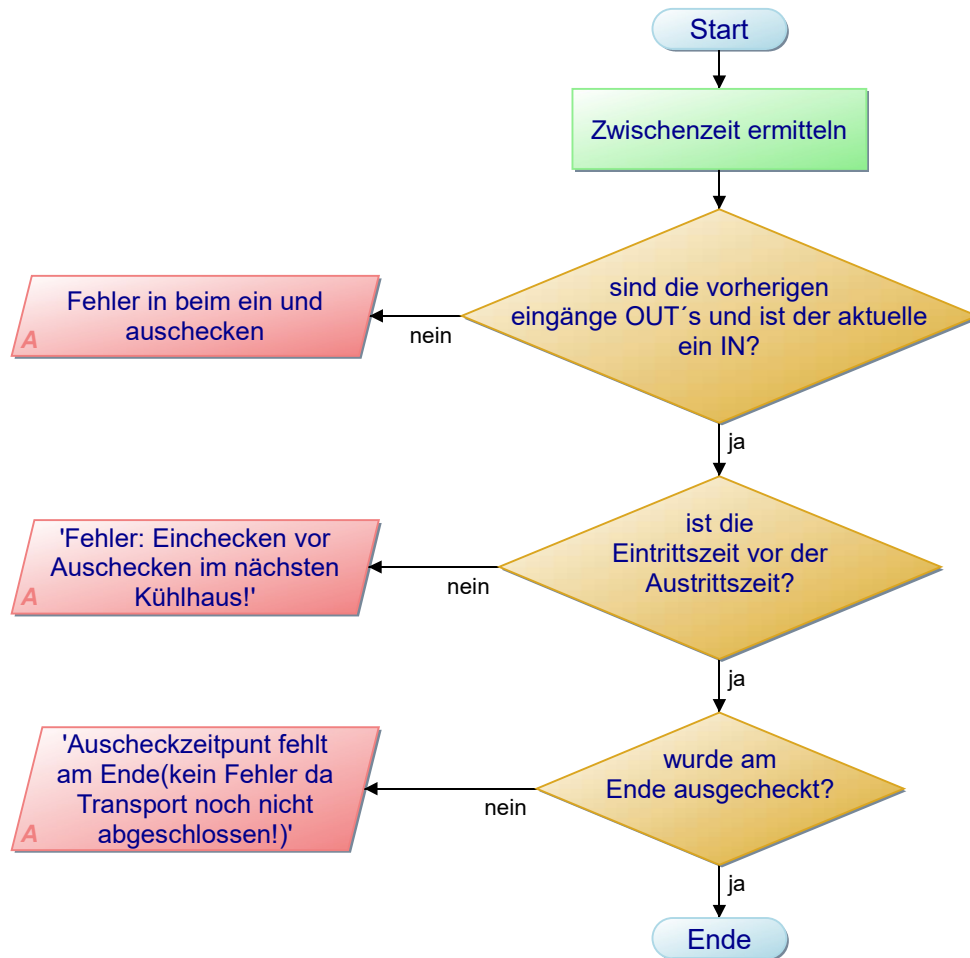 Start
Zwischenzeit ermitteln
sind die vorherigen
eingänge OUT´s und ist der aktuelle
ein IN?
nein
Fehler in beim ein und
auschecken
A
ja
ist die
Eintrittszeit vor der
Austrittszeit?
nein
'Fehler: Einchecken vor
Auschecken im nächsten
Kühlhaus!'
A
ja
wurde am
Ende ausgecheckt?
nein
'Auscheckzeitpunt fehlt
am Ende(kein Fehler da
Transport noch nicht
abgeschlossen!)'
A
ja
Ende